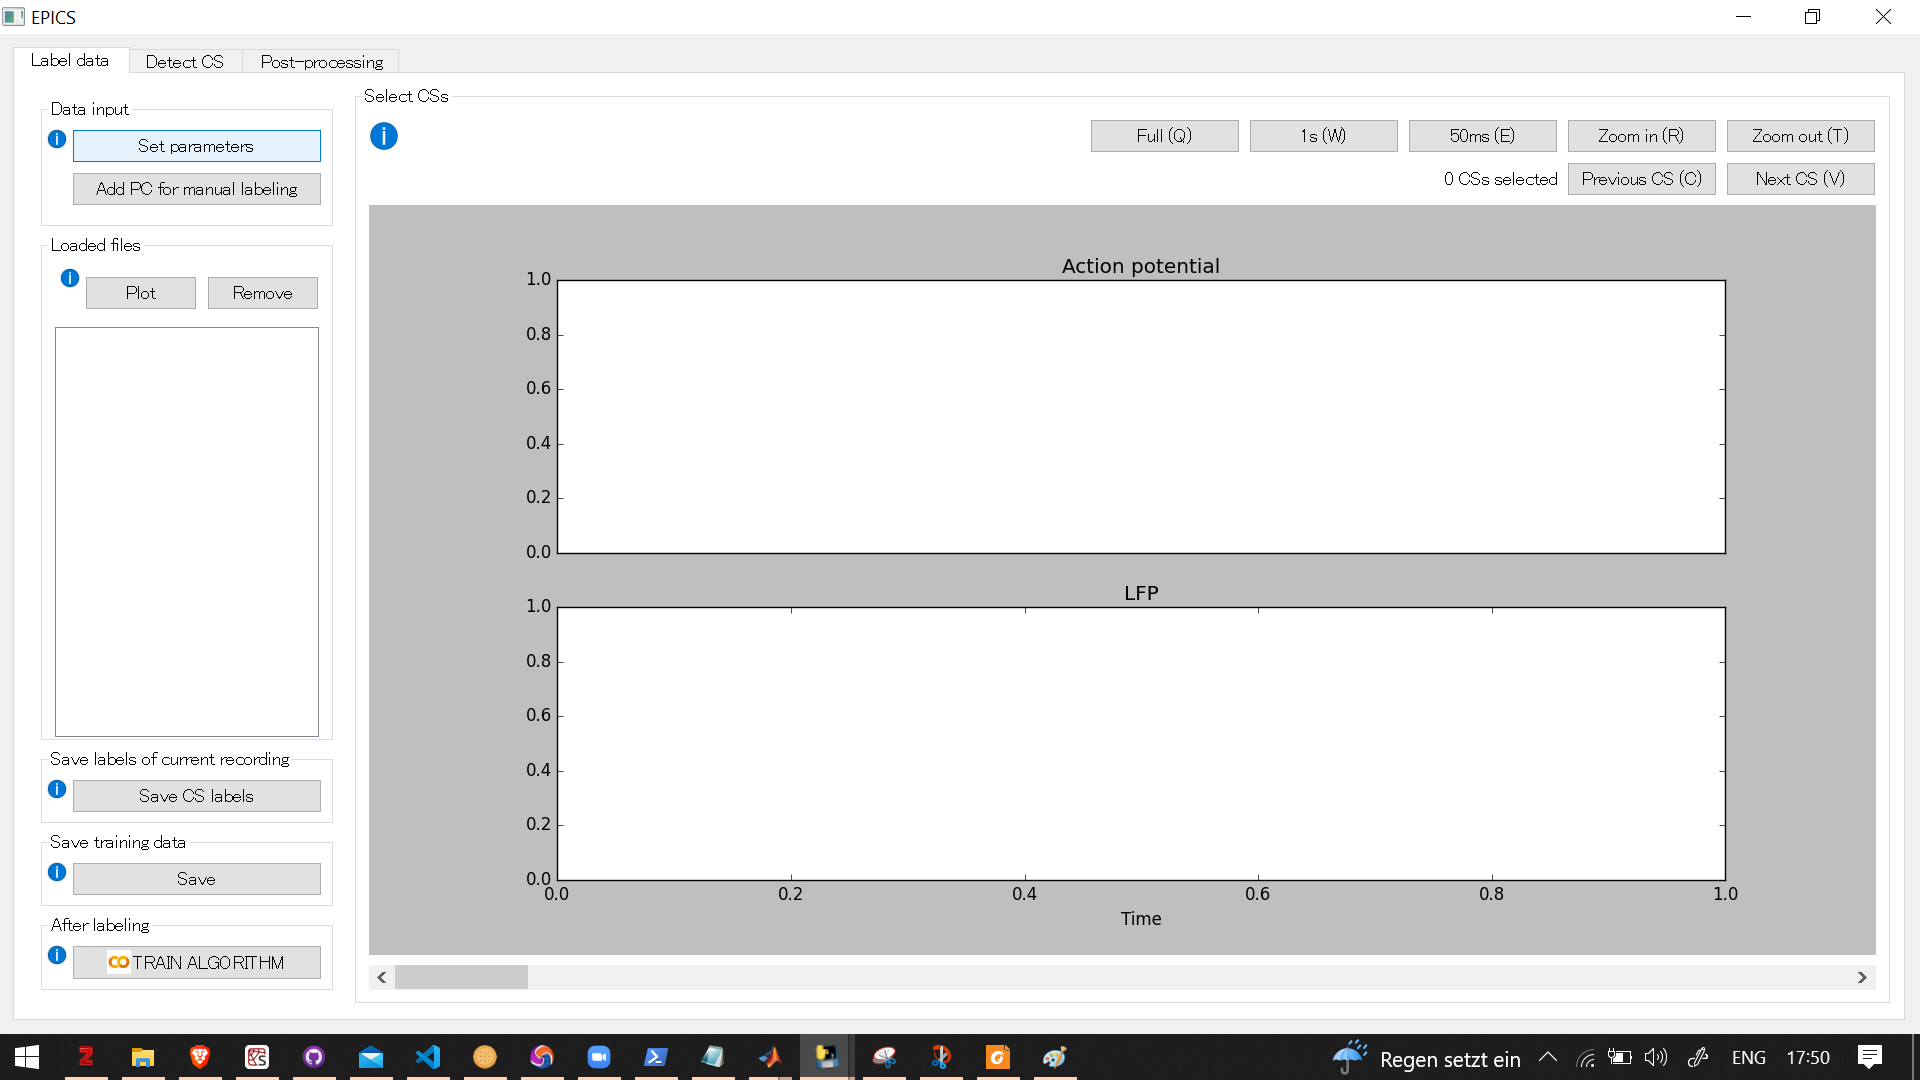 EPICS
Label data
Detect CS
Post-processing
Data input
Set parameters
Add PC for manual labeling
Loaded files
Plot
Remove
Save labels of current recording
Save CS labels
Save training data
Save
After labeling
TRAIN ALGORITHM
Select CSs
Full (Q)
1s (W)
50ms (E)
Zoom in (R)
Zoom out (T)
0 CSs selected
Previous CS (C)
Next CS (V)
Action potential
1.0
0.8
0.6
0.4
0.2
0.0
LFP
1.0
0.8
0.6
0.4
0.2
0.0
0.0 0.2 0.4 0.6 0.8 1.0
Time
Regen setzt ein
ENG
17:50